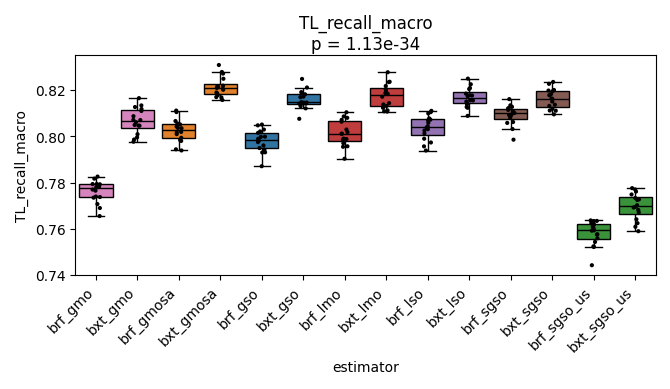 TL_recall_macro
p = 1.13e-34
TL_recall_macro
0.82
0.80
0.78
0.76
0.74
brf_gmo
bxt_gmo
brf_gmosa
bxt_gmosa
brf_gso
bxt_gso
brf_lmo
bxt_lmo
brf_lso
bxt_lso
brf_sgso
bxt_sgso
brf_sgso_us
bxt_sgso_us
estimator